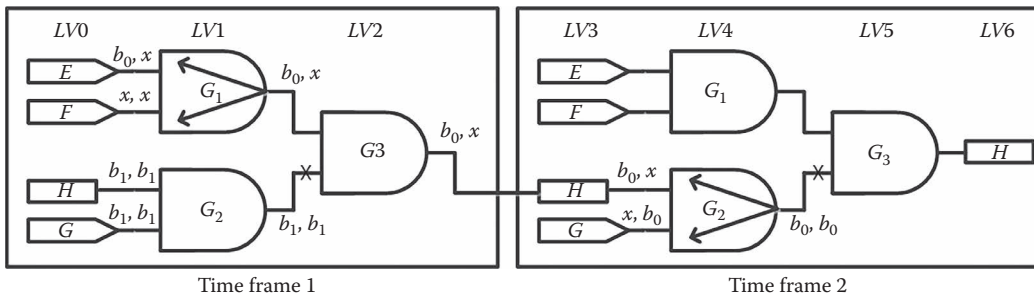 LV0 LV1 LV2
E b₀, x
G₁ b₀, x
F x, x
G3 b₀, x
H b₁, b₁
G₂ b₁, b₁
G b₁, b₁
Time frame 1
LV3 LV4 LV5 LV6
E
G₁
F
G₃ H
H b₀, x
G₂ b₀, b₀
G x, b₀
Time frame 2